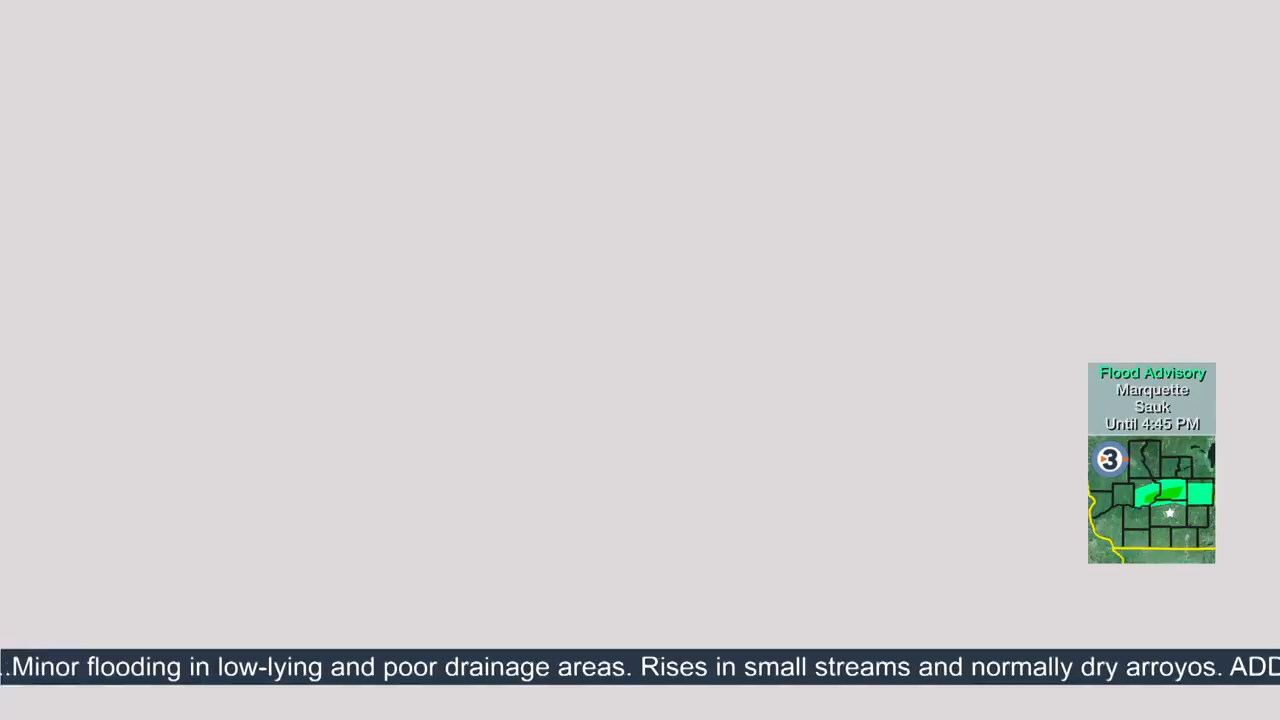 Flood Advisory
Marquette
Sauk
Until 4:45 PM
3
..Minor flooding in low-lying and poor drainage areas. Rises in small streams and normally dry arroyos. ADD